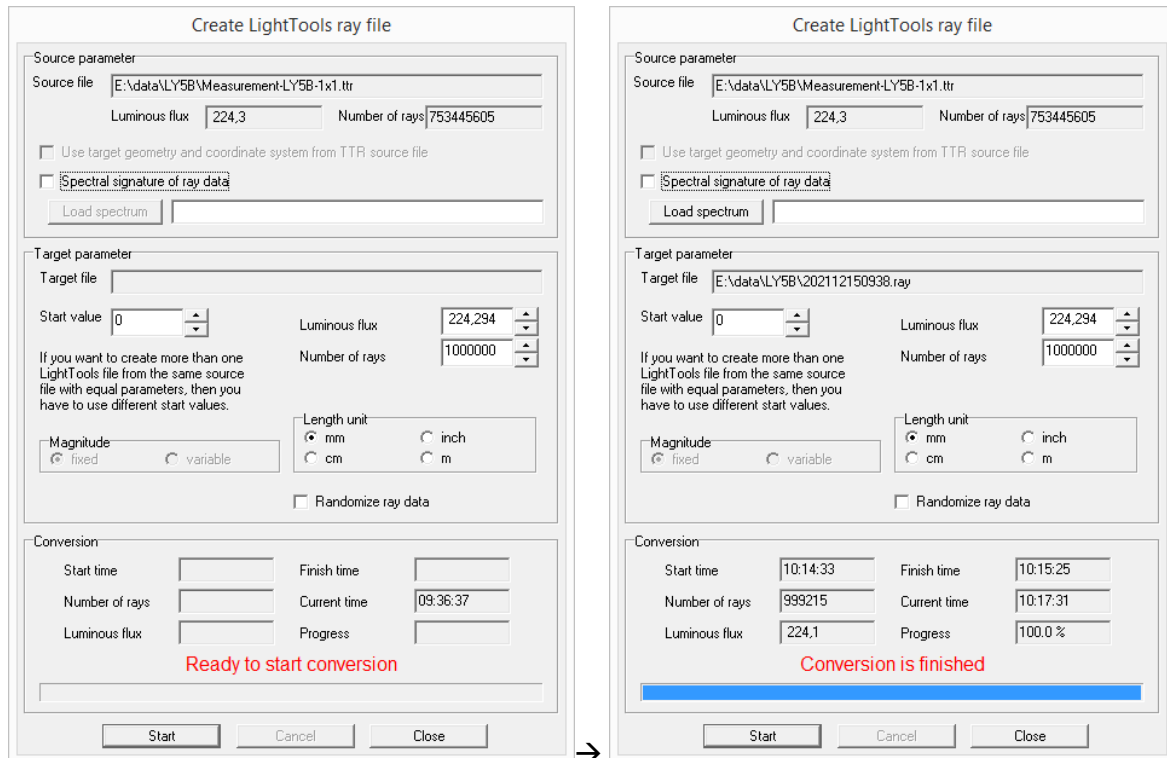 Create LightTools ray file
Source parameter
Source file E:\data\LY5B\Measurement-LY5B-1x1.ttr
Luminous flux 224,3 Number of rays 753445605
Use target geometry and coordinate system from TTR source file
Spectral signature of ray data
Load spectrum
Target parameter
Target file
Start value 0 Luminous flux 224,294
Number of rays 1000000
If you want to create more than one
LightTools file from the same source
file with equal parameters, then you
have to use different start values.
Length unit
mm inch
cm m
Magnitude
fixed variable
Randomize ray data
Conversion
Start time Finish time
Number of rays Current time 09:36:37
Luminous flux Progress
Ready to start conversion
Start Cancel Close
→
Create LightTools ray file
Source parameter
Source file E:\data\LY5B\Measurement-LY5B-1x1.ttr
Luminous flux 224,3 Number of rays 753445605
Use target geometry and coordinate system from TTR source file
Spectral signature of ray data
Load spectrum
Target parameter
Target file E:\data\LY5B\202112150938.ray
Start value 0 Luminous flux 224,294
Number of rays 1000000
If you want to create more than one
LightTools file from the same source
file with equal parameters, then you
have to use different start values.
Length unit
mm inch
cm m
Magnitude
fixed variable
Randomize ray data
Conversion
Start time 10:14:33 Finish time 10:15:25
Number of rays 999215 Current time 10:17:31
Luminous flux 224,1 Progress 100.0 %
Conversion is finished
Start Cancel Close